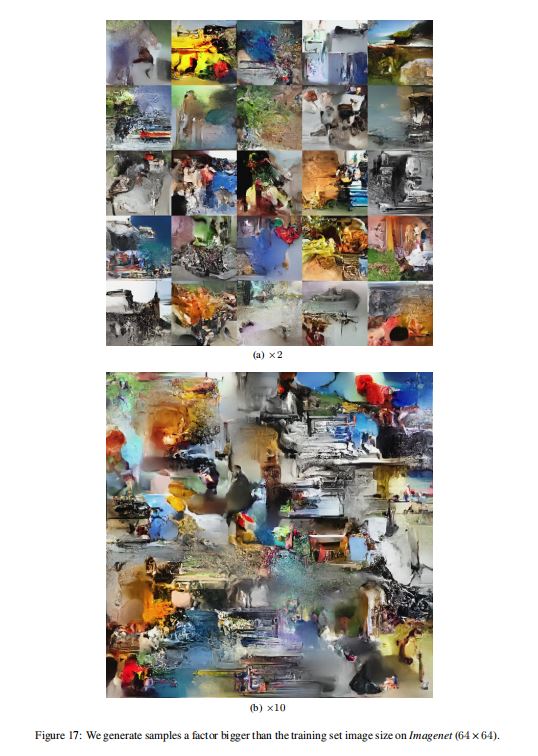 (a) ×2
(b) ×10
Figure 17: We generate samples a factor bigger than the training set image size on Imagenet (64×64).